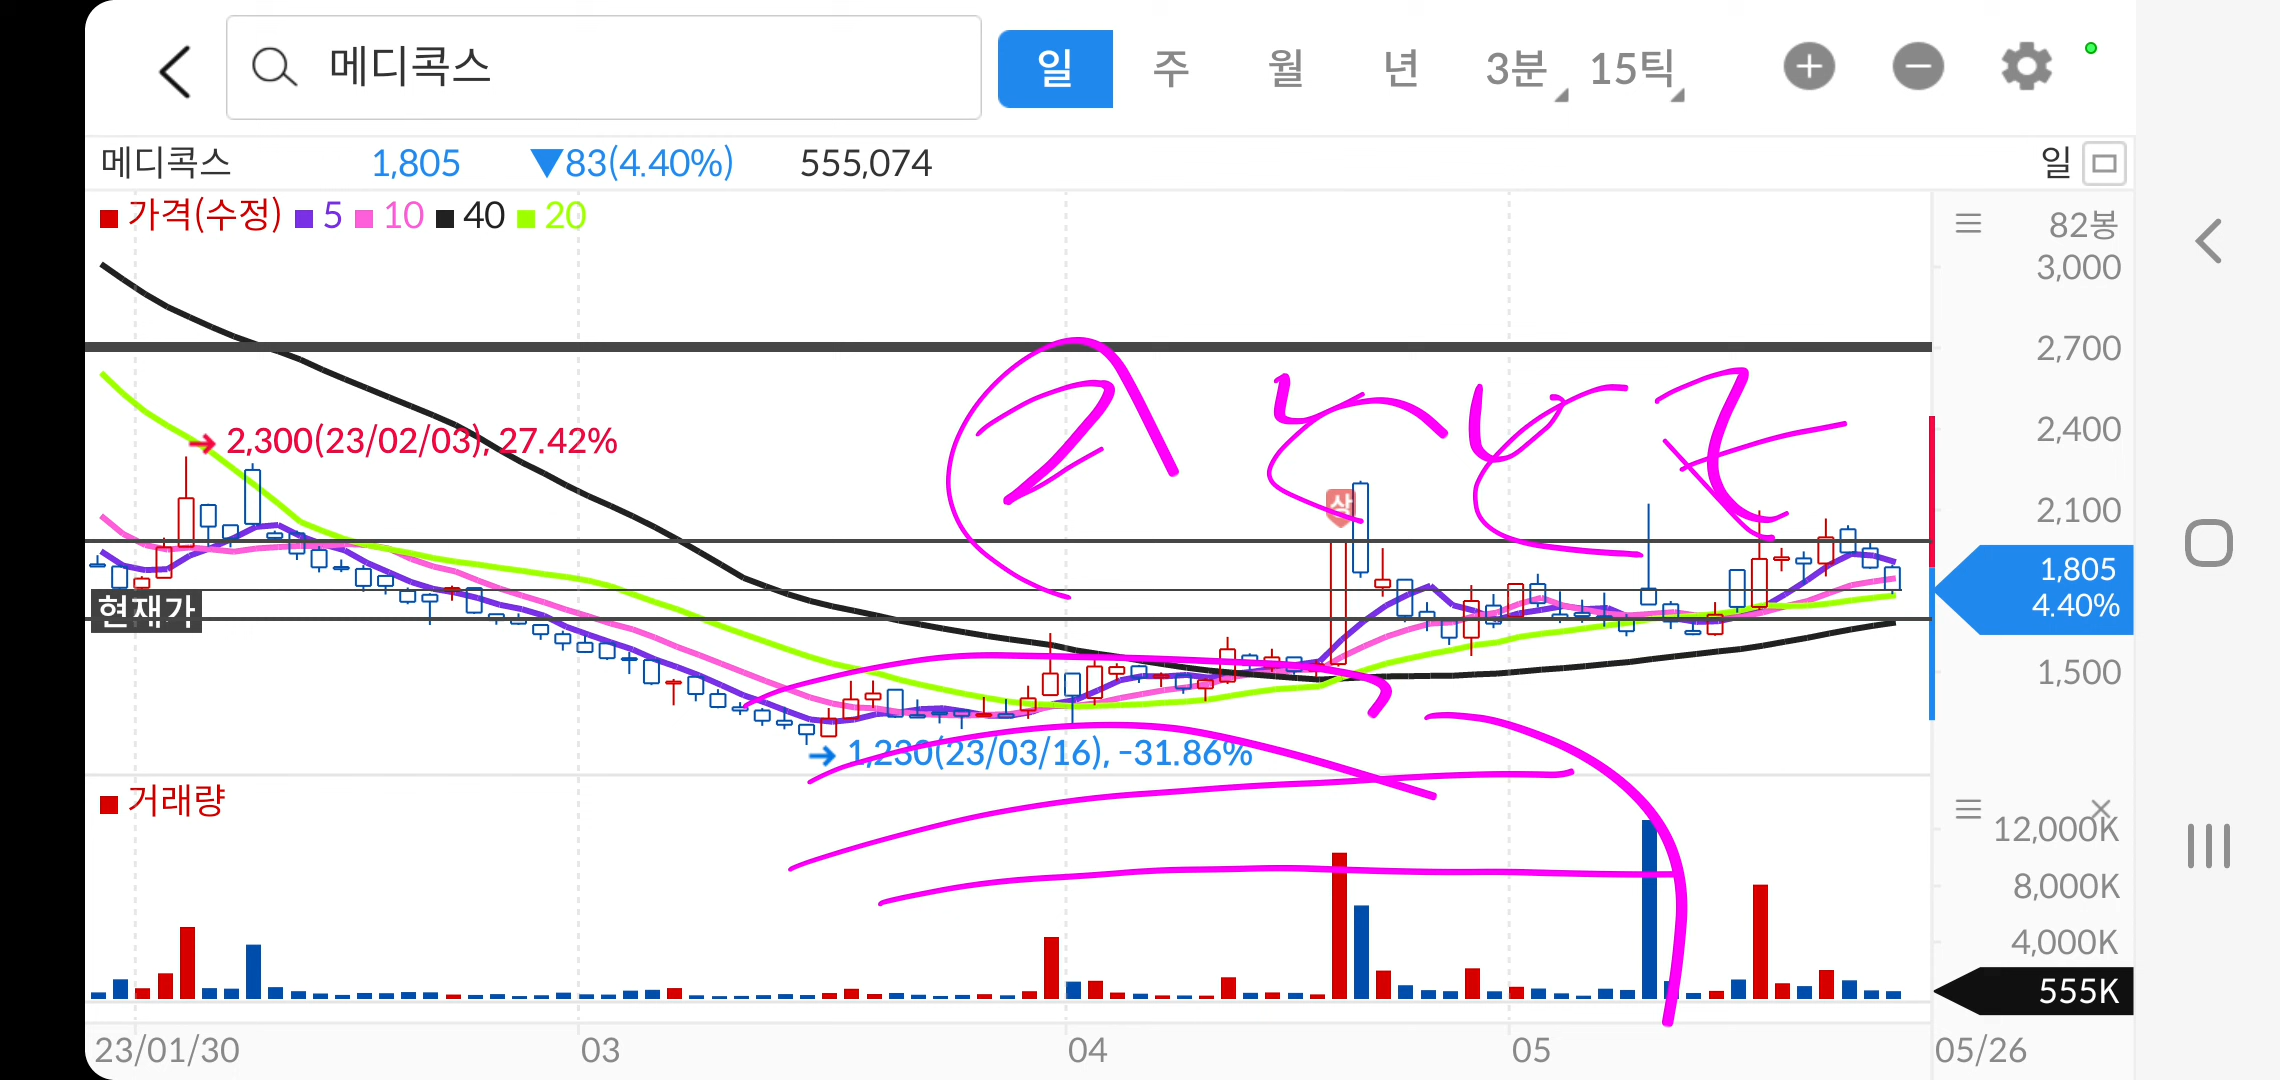 메디콕스 일 주 월 년 3분 15틱
메디콕스 1,805 ▼83(4.40%) 555,074 일
가격(수정) 5 10 40 20 82봉
3,000
2,700
2,300(23/02/03), 27.42% 2,400
상 2,100
1,805
4.40%
현재가
1,500
1,230(23/03/16), -31.86%
거래량
12,000K
8,000K
4,000K
555K
23/01/30 03 04 05 05/26